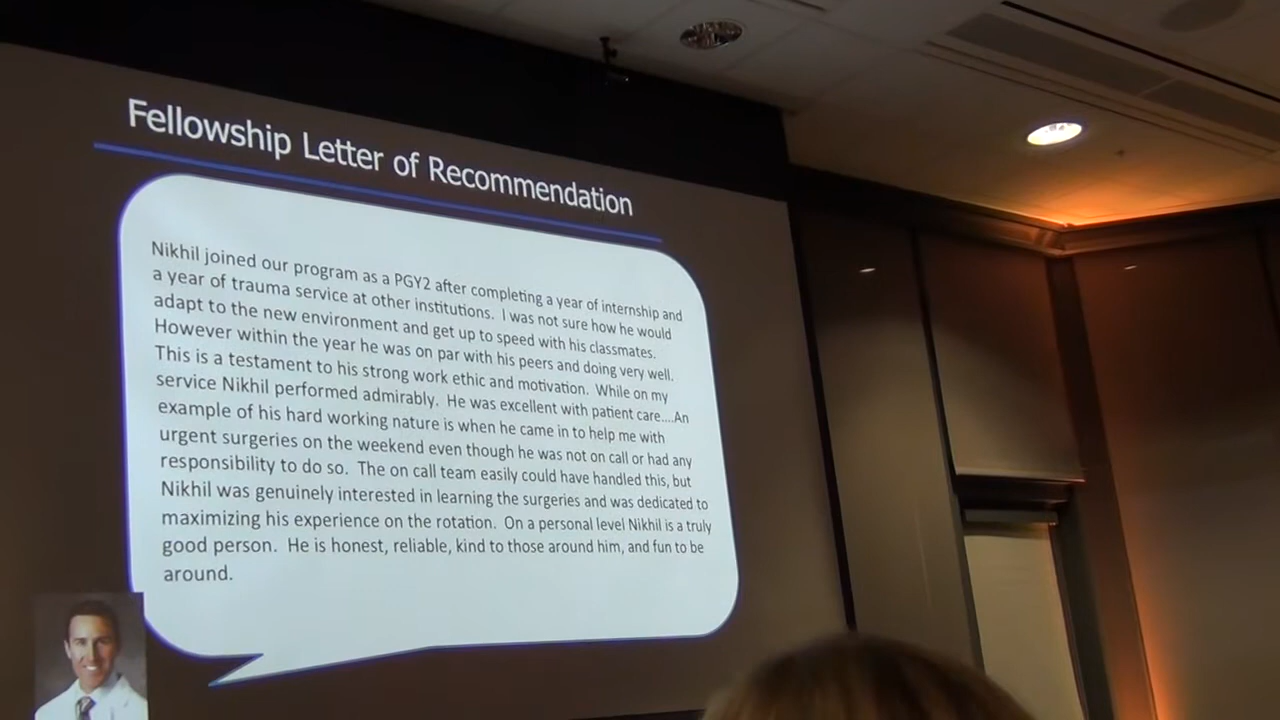 Fellowship Letter of Recommendation
Nikhil joined our program as a PGY2 after completing a year of internship and
a year of trauma service at other institutions.  I was not sure how he would
adapt to the new environment and get up to speed with his classmates.
However within the year he was on par with his peers and doing very well.
This is a testament to his strong work ethic and motivation.  While on my
service Nikhil performed admirably.  He was excellent with patient care....An
example of his hard working nature is when he came in to help me with
urgent surgeries on the weekend even though he was not on call or had any
responsibility to do so.  The on call team easily could have handled this, but
Nikhil was genuinely interested in learning the surgeries and was dedicated to
maximizing his experience on the rotation.  On a personal level Nikhil is a truly
good person.  He is honest, reliable, kind to those around him, and fun to be
around.